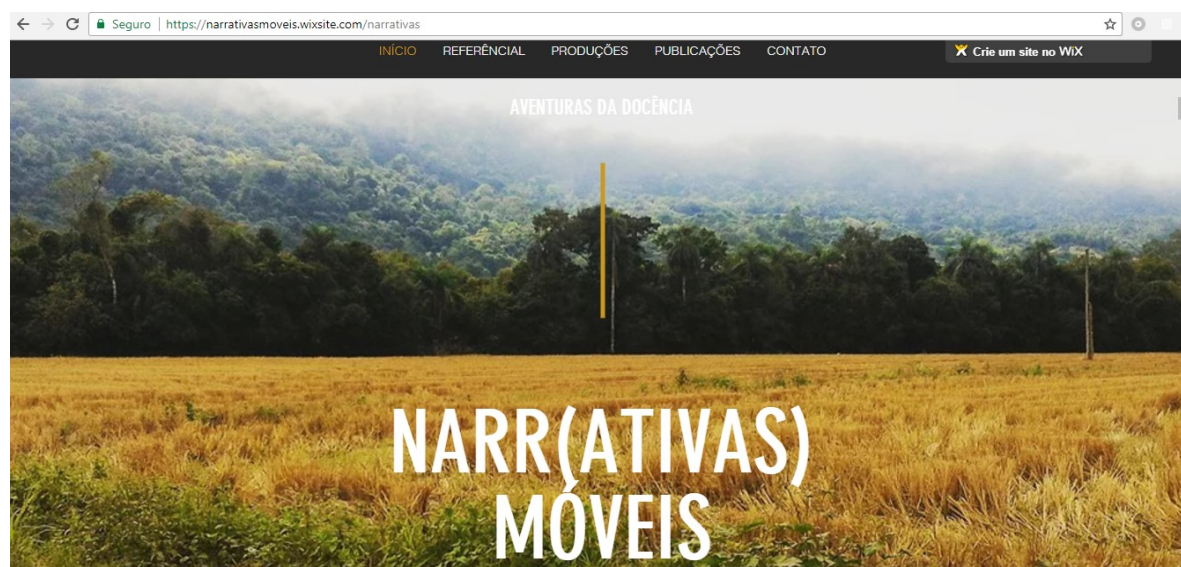 Seguro | https://narrativasmoveis.wixsite.com/narrativas
INÍCIO REFERÊNCIAL PRODUÇÕES PUBLICAÇÕES CONTATO Crie um site no WiX
AVENTURAS DA DOCÊNCIA
NARR(ATIVAS)
MÓVEIS